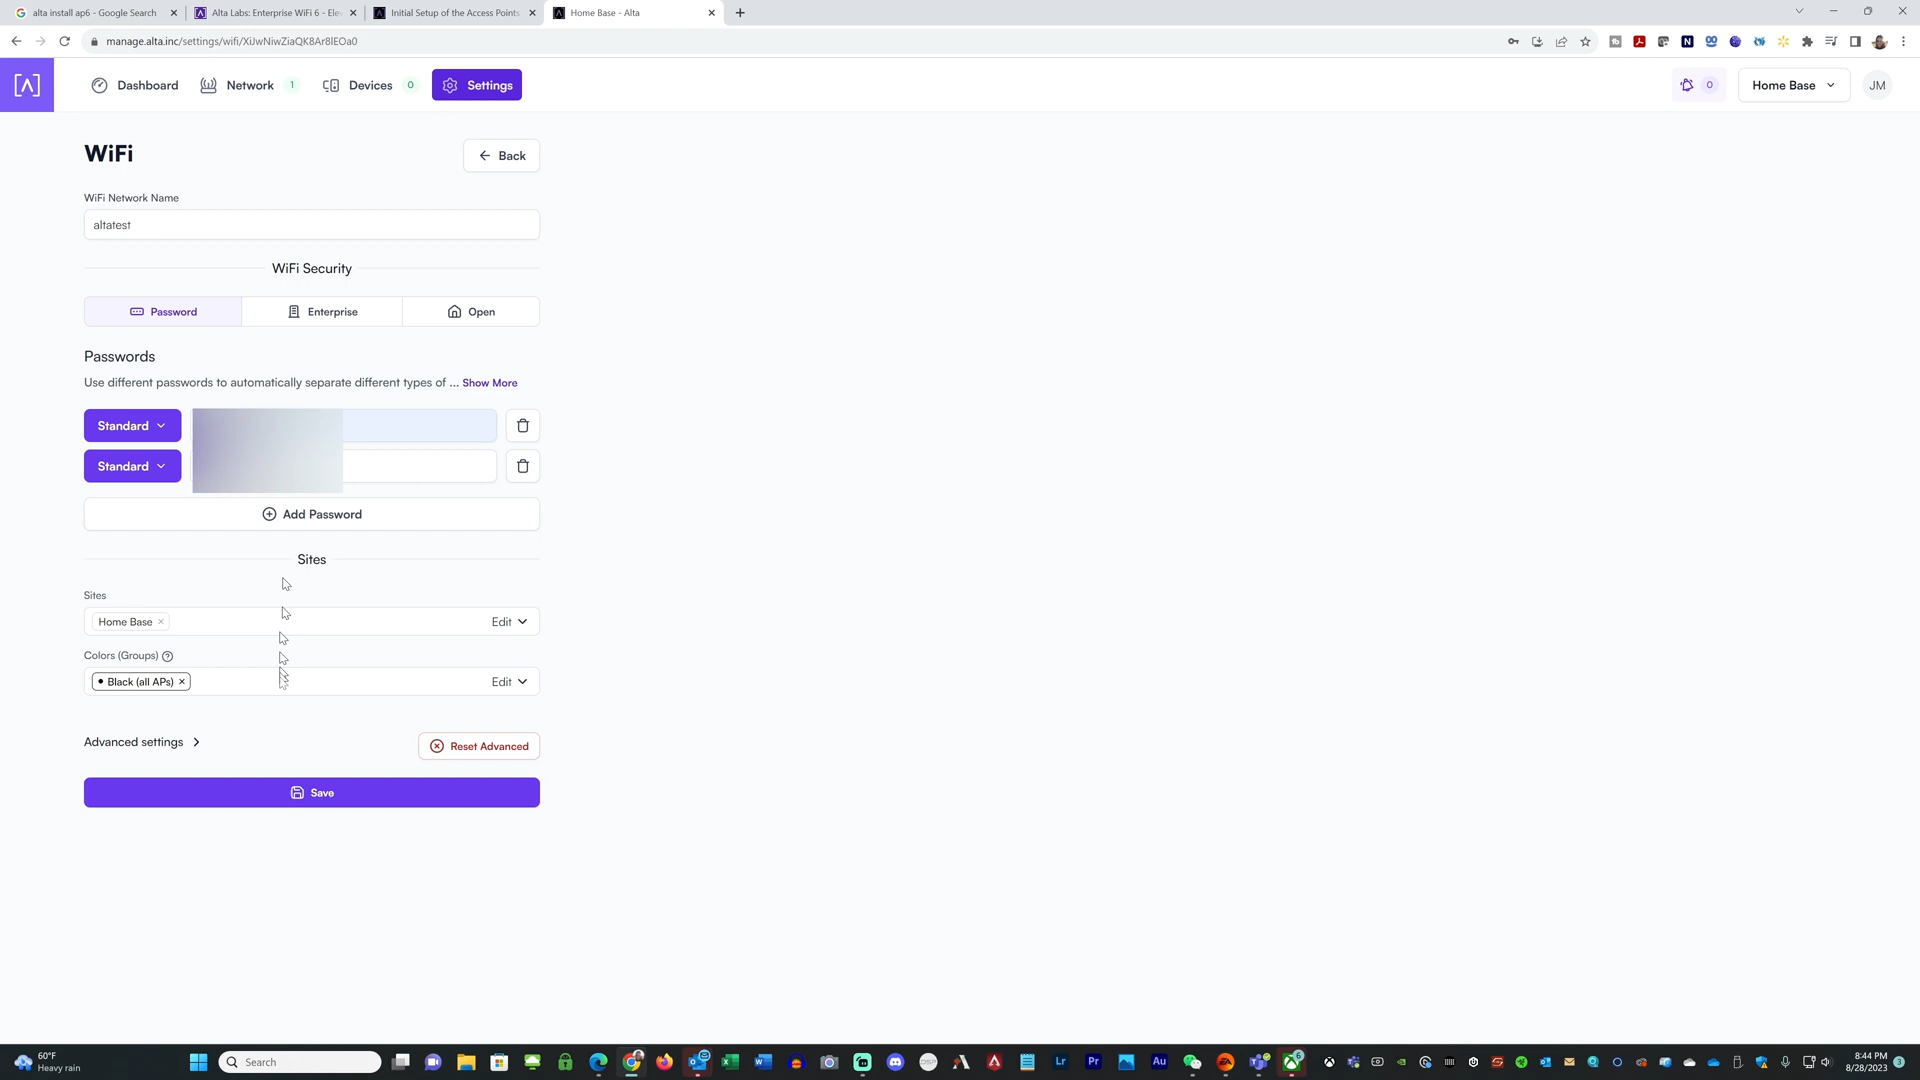 alta install ap6 - Google Search
Alta Labs: Enterprise WiFi 6 - Ele
Initial Setup of the Access Points
Home Base - Alta
manage.alta.inc/settings/wifi/XiJwNiwZiaQK8Ar8lEOa0
Dashboard
Network 1
Devices 0
Settings
0
Home Base
JM
WiFi
Back
WiFi Network Name
altatest
WiFi Security
Password
Enterprise
Open
Passwords
Use different passwords to automatically separate different types of ... Show More
Standard
Standard
Add Password
Sites
Sites
Home Base
Edit
Colors (Groups)
Black (all APs)
Edit
Advanced settings
Reset Advanced
Save
60°F
Heavy rain
Search
8:44 PM
8/28/2023